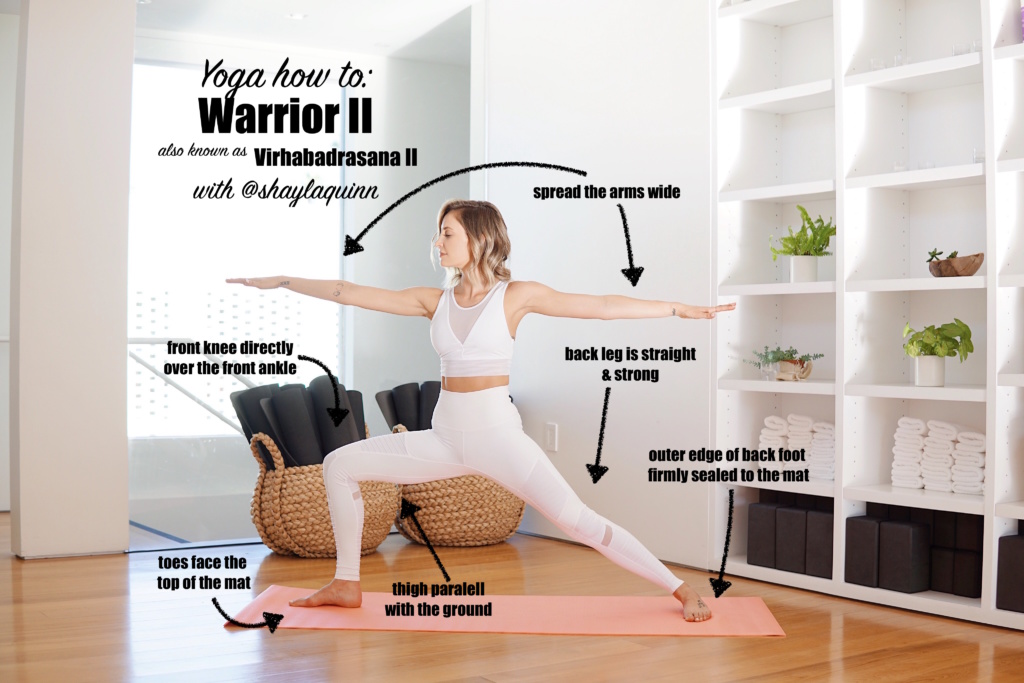 Yoga how to:
Warrior II
also known as Virhabadrasana II
with @shaylaquinn
spread the arms wide
front knee directly
over the front ankle
back leg is straight
& strong
outer edge of back foot
firmly sealed to the mat
toes face the
top of the mat
thigh paralell
with the ground